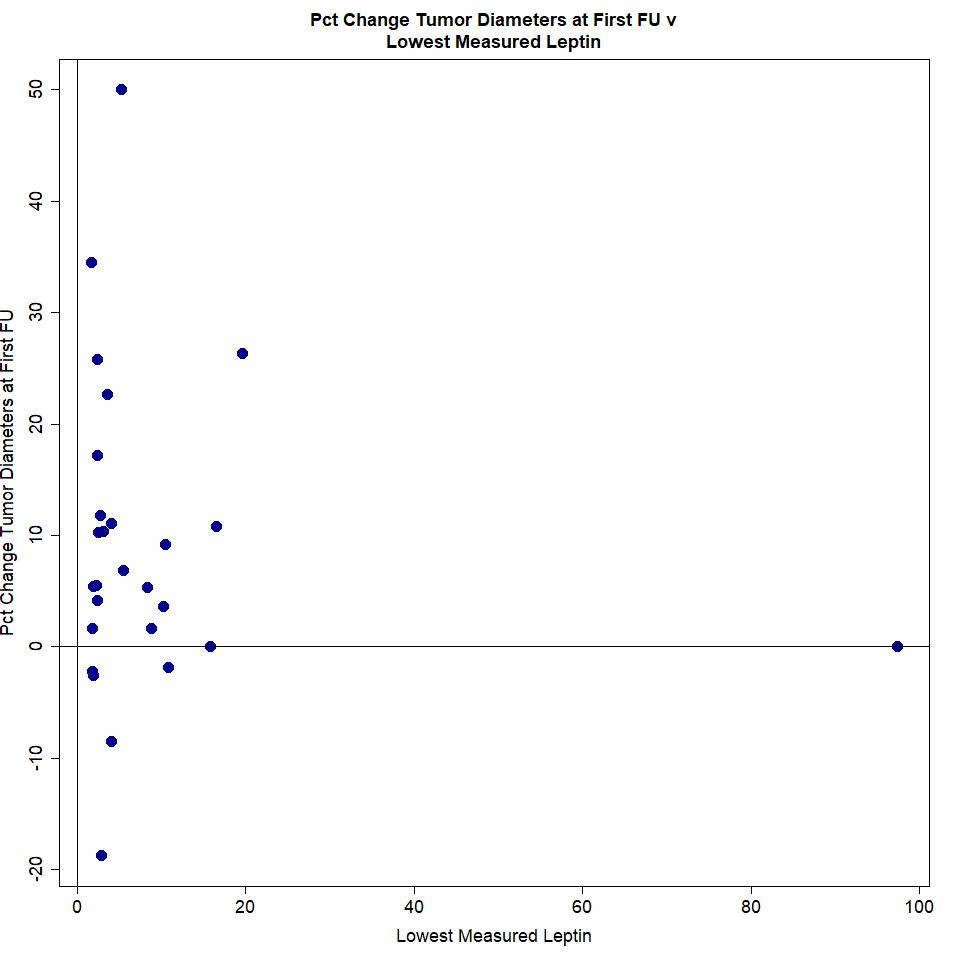 Pct Change Tumor Diameters at First FU v
Lowest Measured Leptin
Pct Change Tumor Diameters at First FU
50
40
30
20
10
0
-10
-20
0 20 40 60 80 100
Lowest Measured Leptin